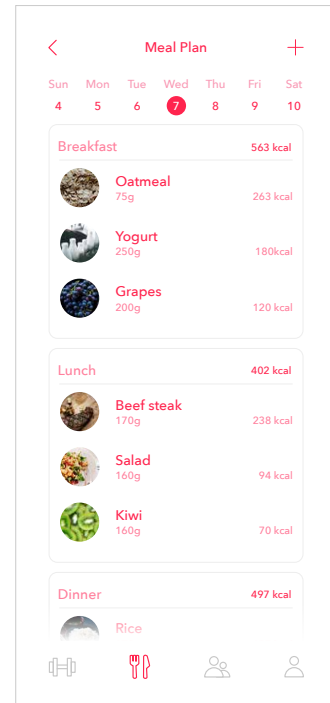 Meal Plan
Sun Mon Tue Wed Thu Fri Sat
4 5 6 7 8 9 10
Breakfast 563 kcal
Oatmeal
75g 263 kcal
Yogurt
250g 180kcal
Grapes
200g 120 kcal
Lunch 402 kcal
Beef steak
170g 238 kcal
Salad
160g 94 kcal
Kiwi
160g 70 kcal
Dinner 497 kcal
Rice